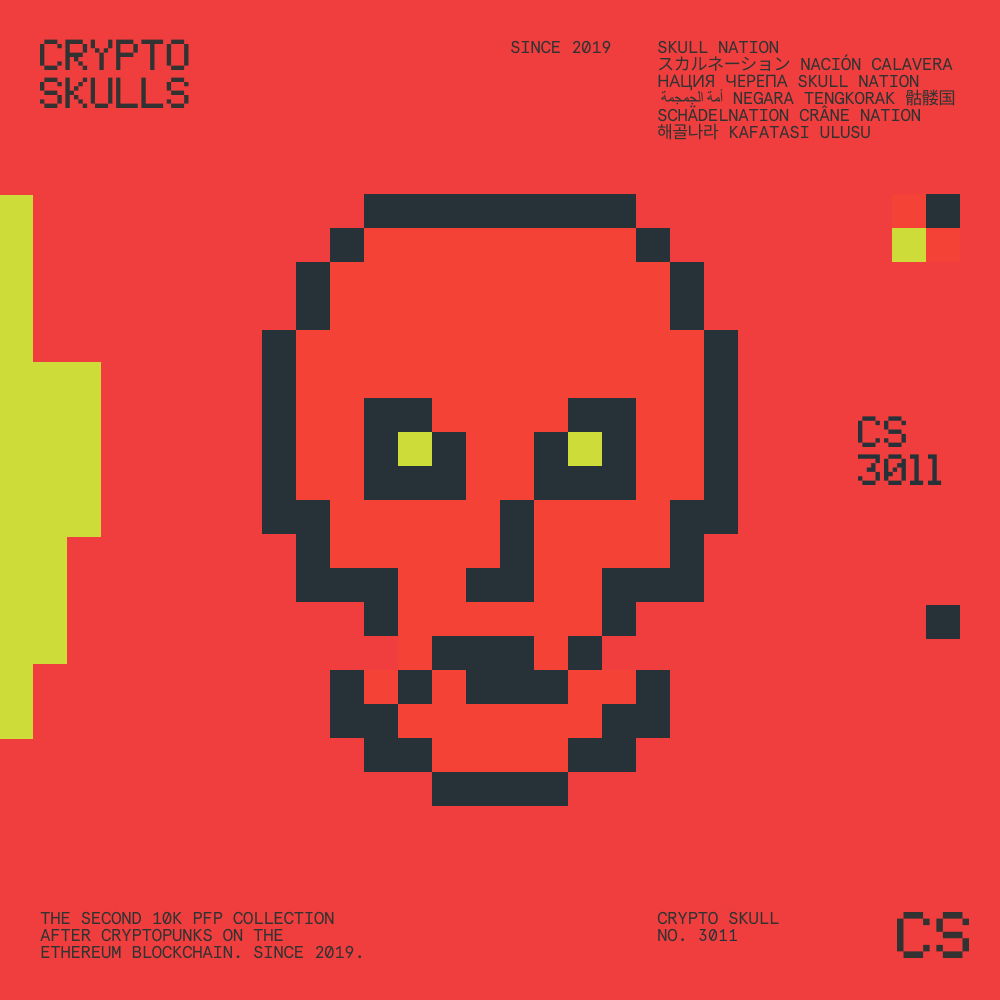 CRYPTO
SKULLS
SINCE 2019
SKULL NATION
スカルネーション NACIÓN CALAVERA
НАЦИЯ ЧЕРЕПА SKULL NATION
أمة الجمجمة NEGARA TENGKORAK 骷髅国
SCHÄDELNATION CRÂNE NATION
해골나라 KAFATASI ULUSU
CS
3011
THE SECOND 10K PFP COLLECTION
AFTER CRYPTOPUNKS ON THE
ETHEREUM BLOCKCHAIN. SINCE 2019.
CRYPTO SKULL
NO. 3011
CS